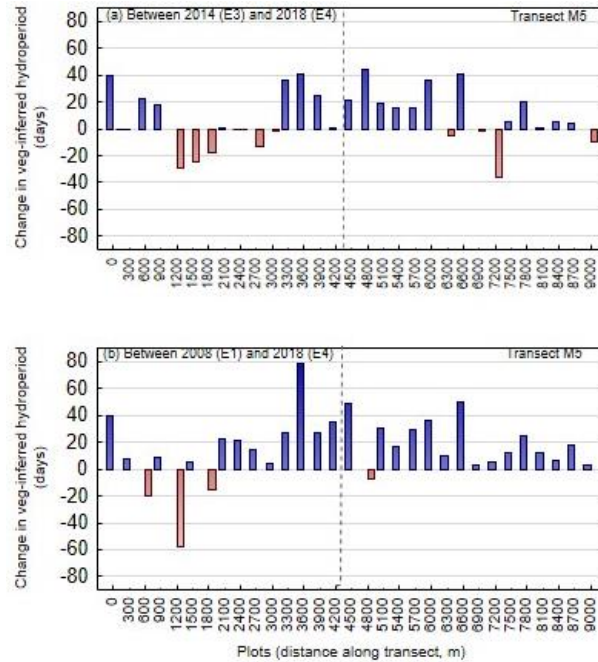 (a) Between 2014 (E3) and 2018 (E4) Transect M5
Change in veg-inferred hydroperiod
(days)
80
60
40
20
0
-20
-40
-60
-80
0 300 600 900 1200 1500 1800 2100 2400 2700 3000 3300 3600 3900 4200 4500 4800 5100 5400 5700 6000 6300 6600 6900 7200 7500 7800 8100 8400 8700 9000
(b) Between 2008 (E1) and 2018 (E4) Transect M5
Change in veg-inferred hydroperiod
(days)
80
60
40
20
0
-20
-40
-60
-80
0 300 600 900 1200 1500 1800 2100 2400 2700 3000 3300 3600 3900 4200 4500 4800 5100 5400 5700 6000 6300 6600 6900 7200 7500 7800 8100 8400 8700 9000
Plots (distance along transect, m)